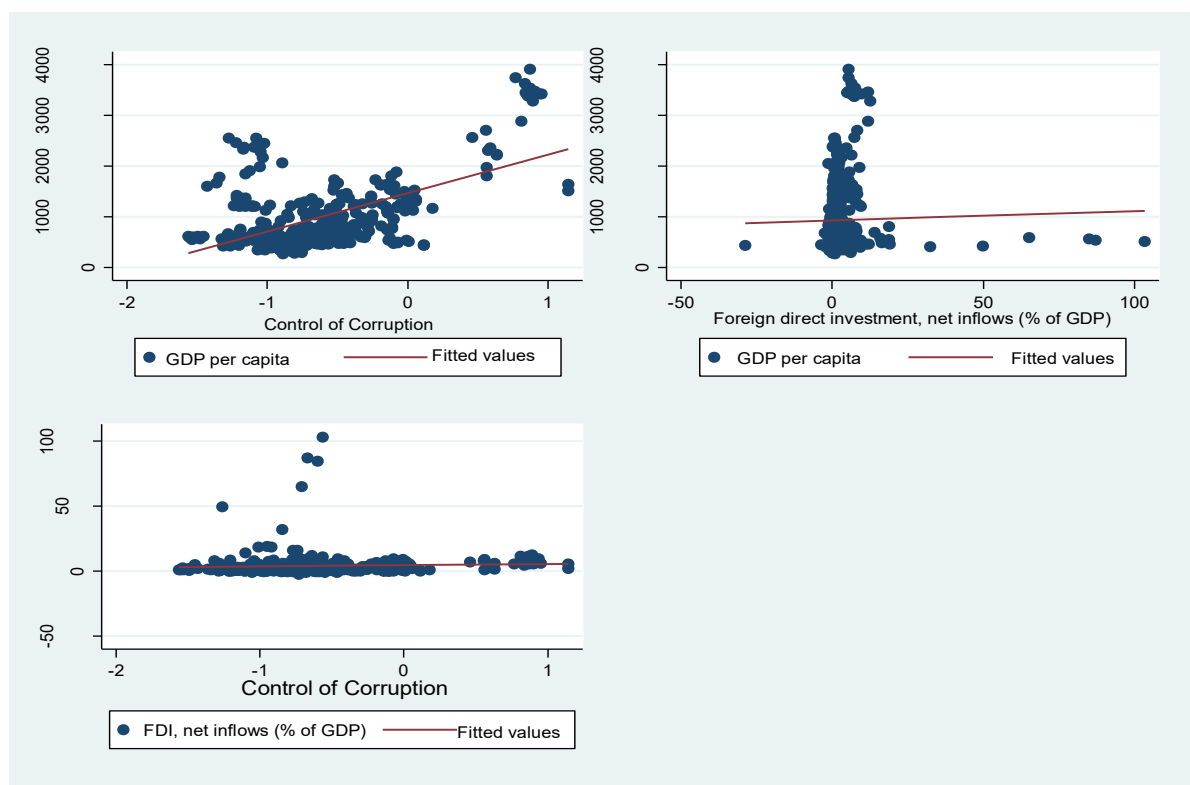 4000
3000
2000
1000
0
-2 -1 0 1
Control of Corruption
GDP per capita Fitted values
4000
3000
2000
1000
0
-50 0 50 100
Foreign direct investment, net inflows (% of GDP)
GDP per capita Fitted values
100
50
0
-50
-2 -1 0 1
Control of Corruption
FDI, net inflows (% of GDP) Fitted values